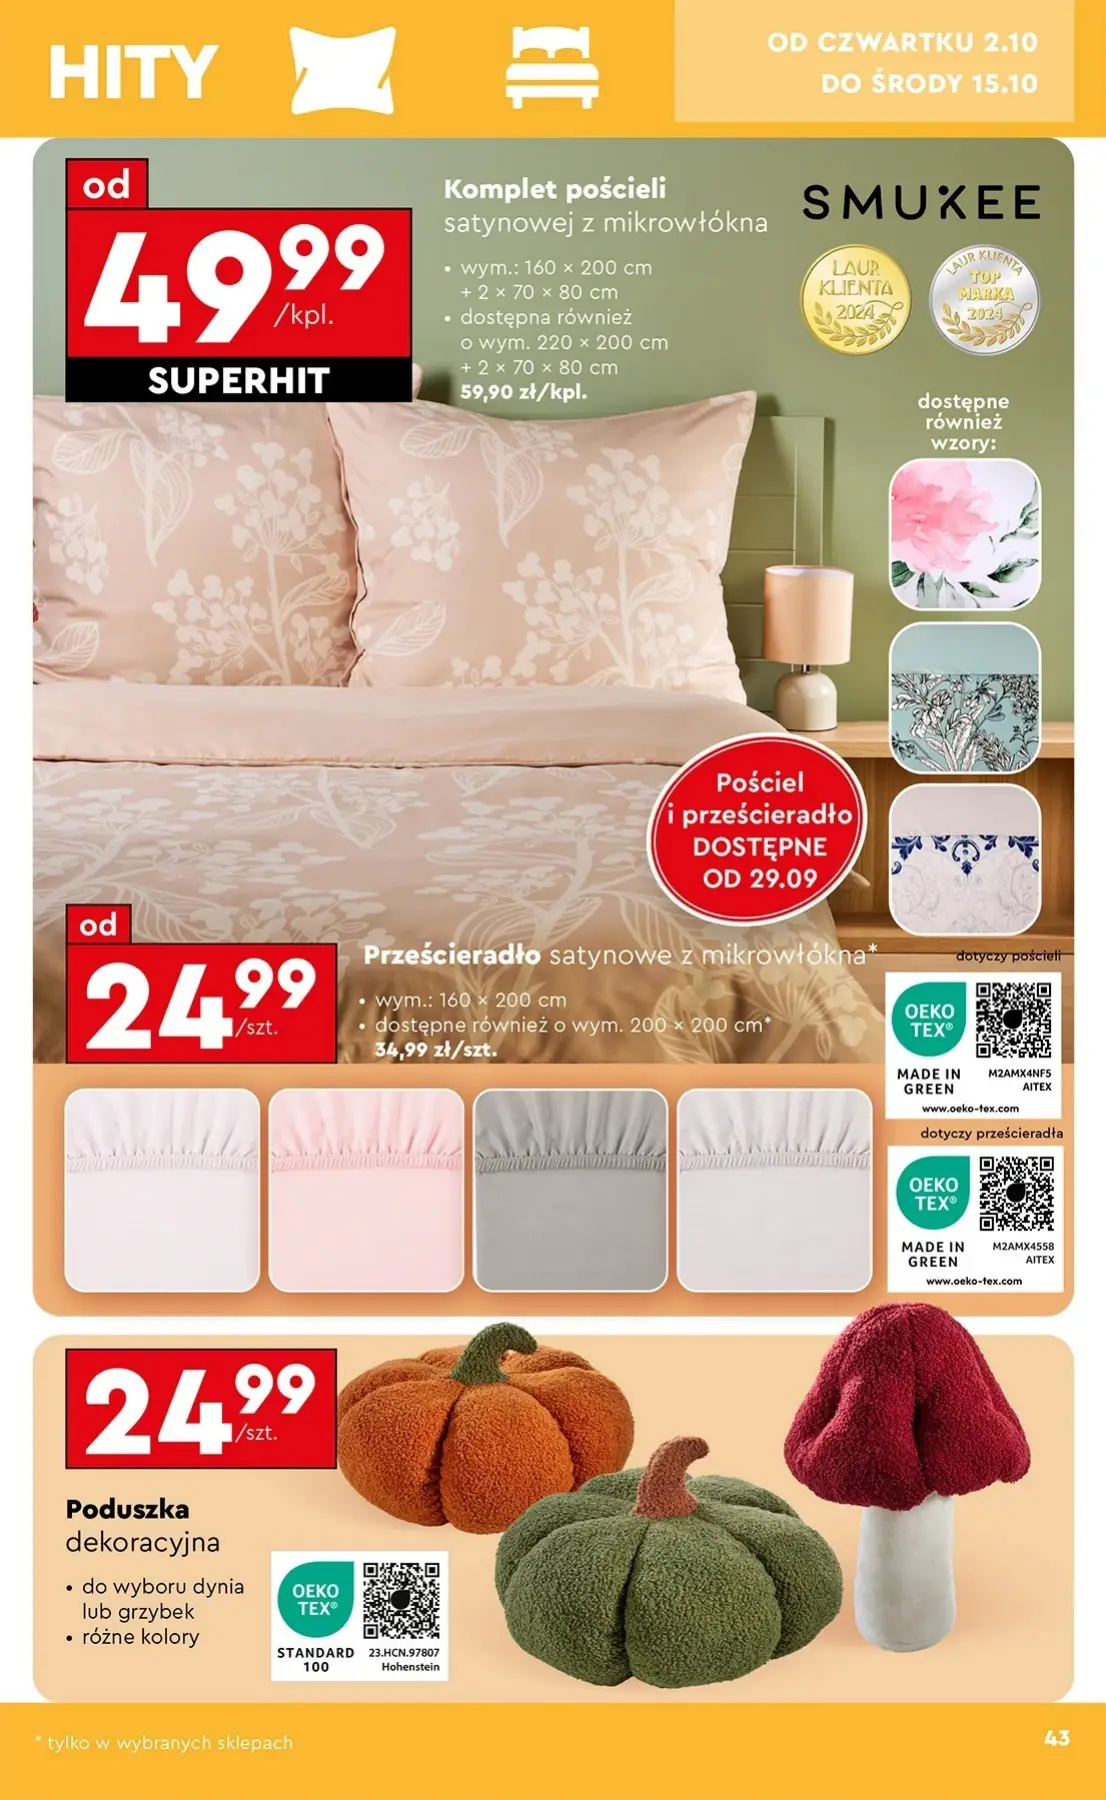 HITY
OD CZWARTKU 2.10
DO ŚRODY 15.10
od
49 99
/kpl.
SUPERHIT
Komplet pościeli
satynowej z mikrowłókna
• wym.: 160 × 200 cm
+ 2 × 70 × 80 cm
• dostępna również
o wym. 220 × 200 cm
+ 2 × 70 × 80 cm
59,90 zł/kpl.
SMUKEE
LAUR
KLIENTA
2024
LAUR KLIENTA
TOP
MARKA
2024
dostępne
również
wzory:
Pościel
i prześcieradło
DOSTĘPNE
OD 29.09
od
24 99
/szt.
Prześcieradło satynowe z mikrowłókna*
• wym.: 160 × 200 cm
• dostępne również o wym. 200 × 200 cm*
34,99 zł/szt.
dotyczy pościeli
OEKO
TEX®
MADE IN
GREEN
M2AMX4NF5
AITEX
www.oeko-tex.com
dotyczy prześcieradła
OEKO
TEX®
MADE IN
GREEN
M2AMX4558
AITEX
www.oeko-tex.com
24 99
/szt.
Poduszka
dekoracyjna
• do wyboru dynia
lub grzybek
• różne kolory
OEKO
TEX®
STANDARD
100
23.HCN.97807
Hohenstein
* tylko w wybranych sklepach
43